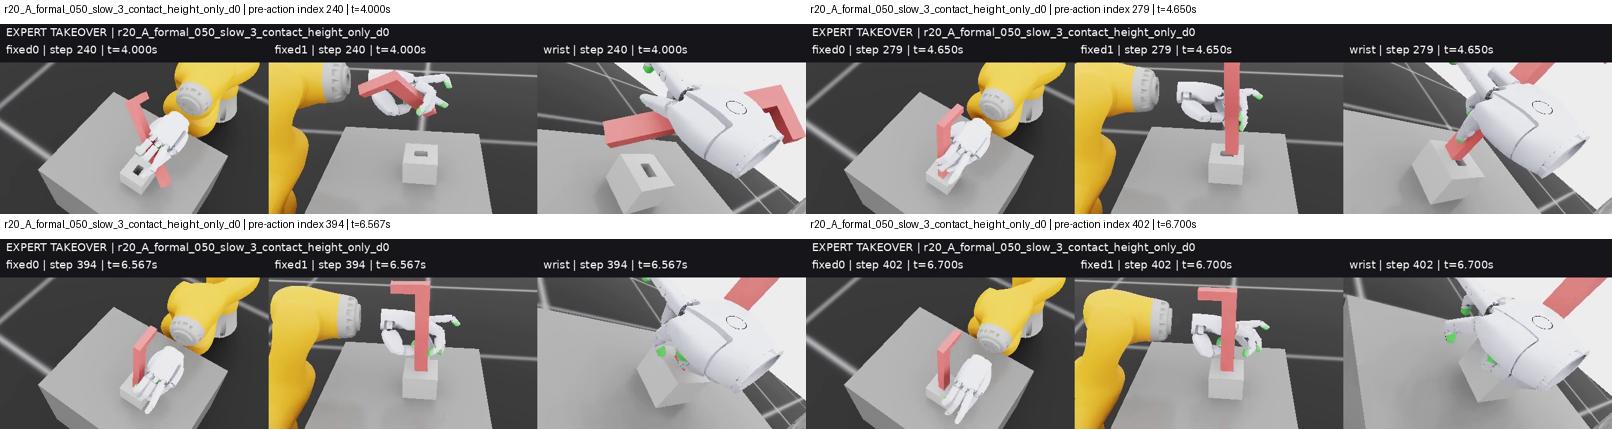 r20_A_formal_050_slow_3_contact_height_only_d0 | pre-action index 240 | t=4.000s
EXPERT TAKEOVER | r20_A_formal_050_slow_3_contact_height_only_d0
fixed0 | step 240 | t=4.000s
fixed1 | step 240 | t=4.000s
wrist | step 240 | t=4.000s
r20_A_formal_050_slow_3_contact_height_only_d0 | pre-action index 279 | t=4.650s
EXPERT TAKEOVER | r20_A_formal_050_slow_3_contact_height_only_d0
fixed0 | step 279 | t=4.650s
fixed1 | step 279 | t=4.650s
wrist | step 279 | t=4.650s
r20_A_formal_050_slow_3_contact_height_only_d0 | pre-action index 394 | t=6.567s
EXPERT TAKEOVER | r20_A_formal_050_slow_3_contact_height_only_d0
fixed0 | step 394 | t=6.567s
fixed1 | step 394 | t=6.567s
wrist | step 394 | t=6.567s
r20_A_formal_050_slow_3_contact_height_only_d0 | pre-action index 402 | t=6.700s
EXPERT TAKEOVER | r20_A_formal_050_slow_3_contact_height_only_d0
fixed0 | step 402 | t=6.700s
fixed1 | step 402 | t=6.700s
wrist | step 402 | t=6.700s